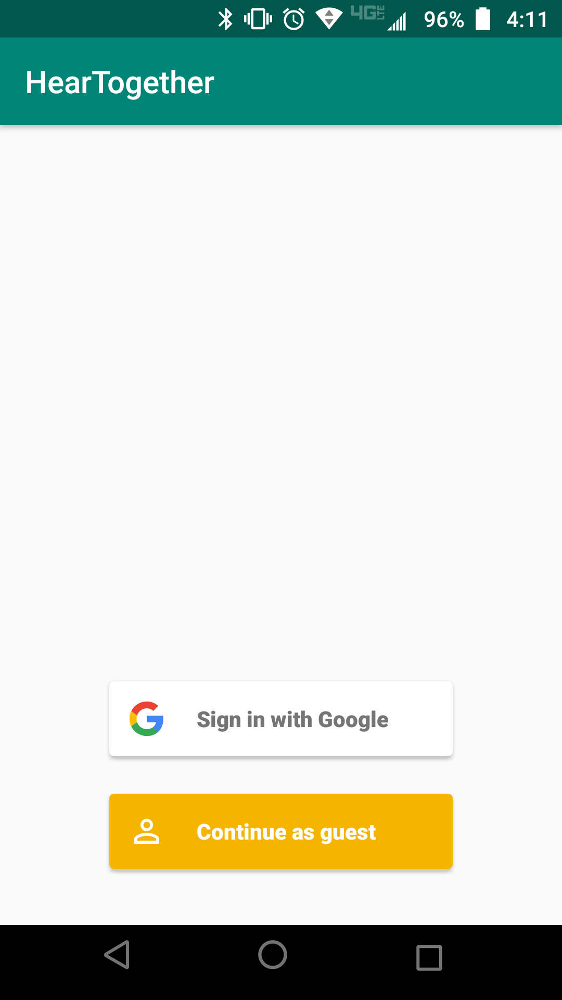 4G LTE 96% 4:11
HearTogether
Sign in with Google
Continue as guest